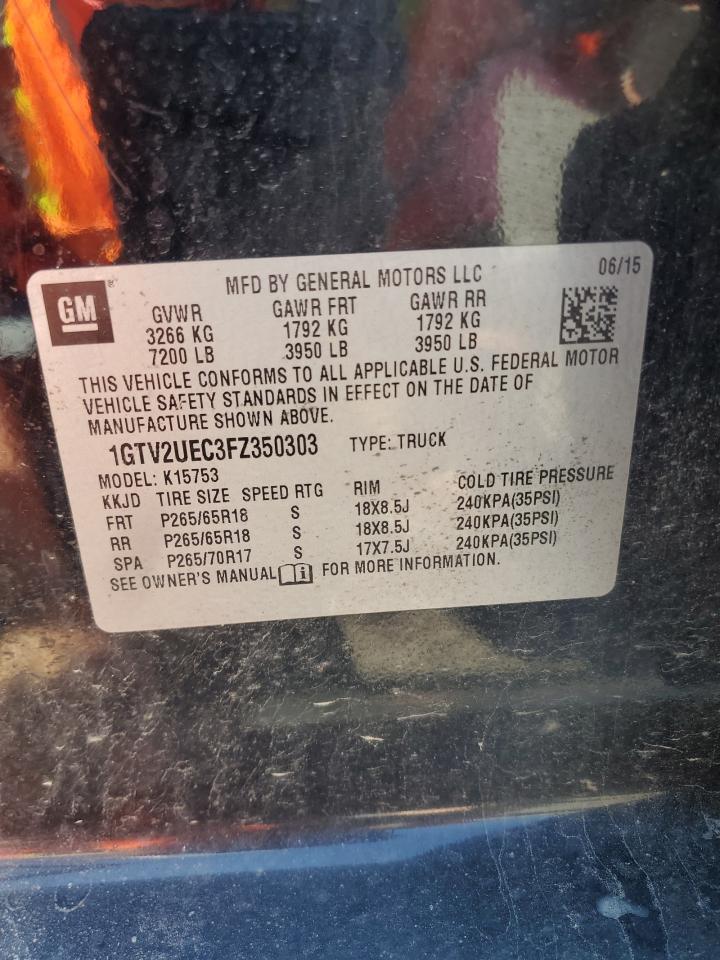 GM®
MFD BY GENERAL MOTORS LLC 06/15
GVWR GAWR FRT GAWR RR
3266 KG 1792 KG 1792 KG
7200 LB 3950 LB 3950 LB
THIS VEHICLE CONFORMS TO ALL APPLICABLE U.S. FEDERAL MOTOR
VEHICLE SAFETY STANDARDS IN EFFECT ON THE DATE OF
MANUFACTURE SHOWN ABOVE.
1GTV2UEC3FZ350303 TYPE: TRUCK
MODEL: K15753
KKJD TIRE SIZE SPEED RTG RIM COLD TIRE PRESSURE
FRT P265/65R18 S 18X8.5J 240KPA(35PSI)
RR P265/65R18 S 18X8.5J 240KPA(35PSI)
SPA P265/70R17 S 17X7.5J 240KPA(35PSI)
SEE OWNER'S MANUAL i FOR MORE INFORMATION.